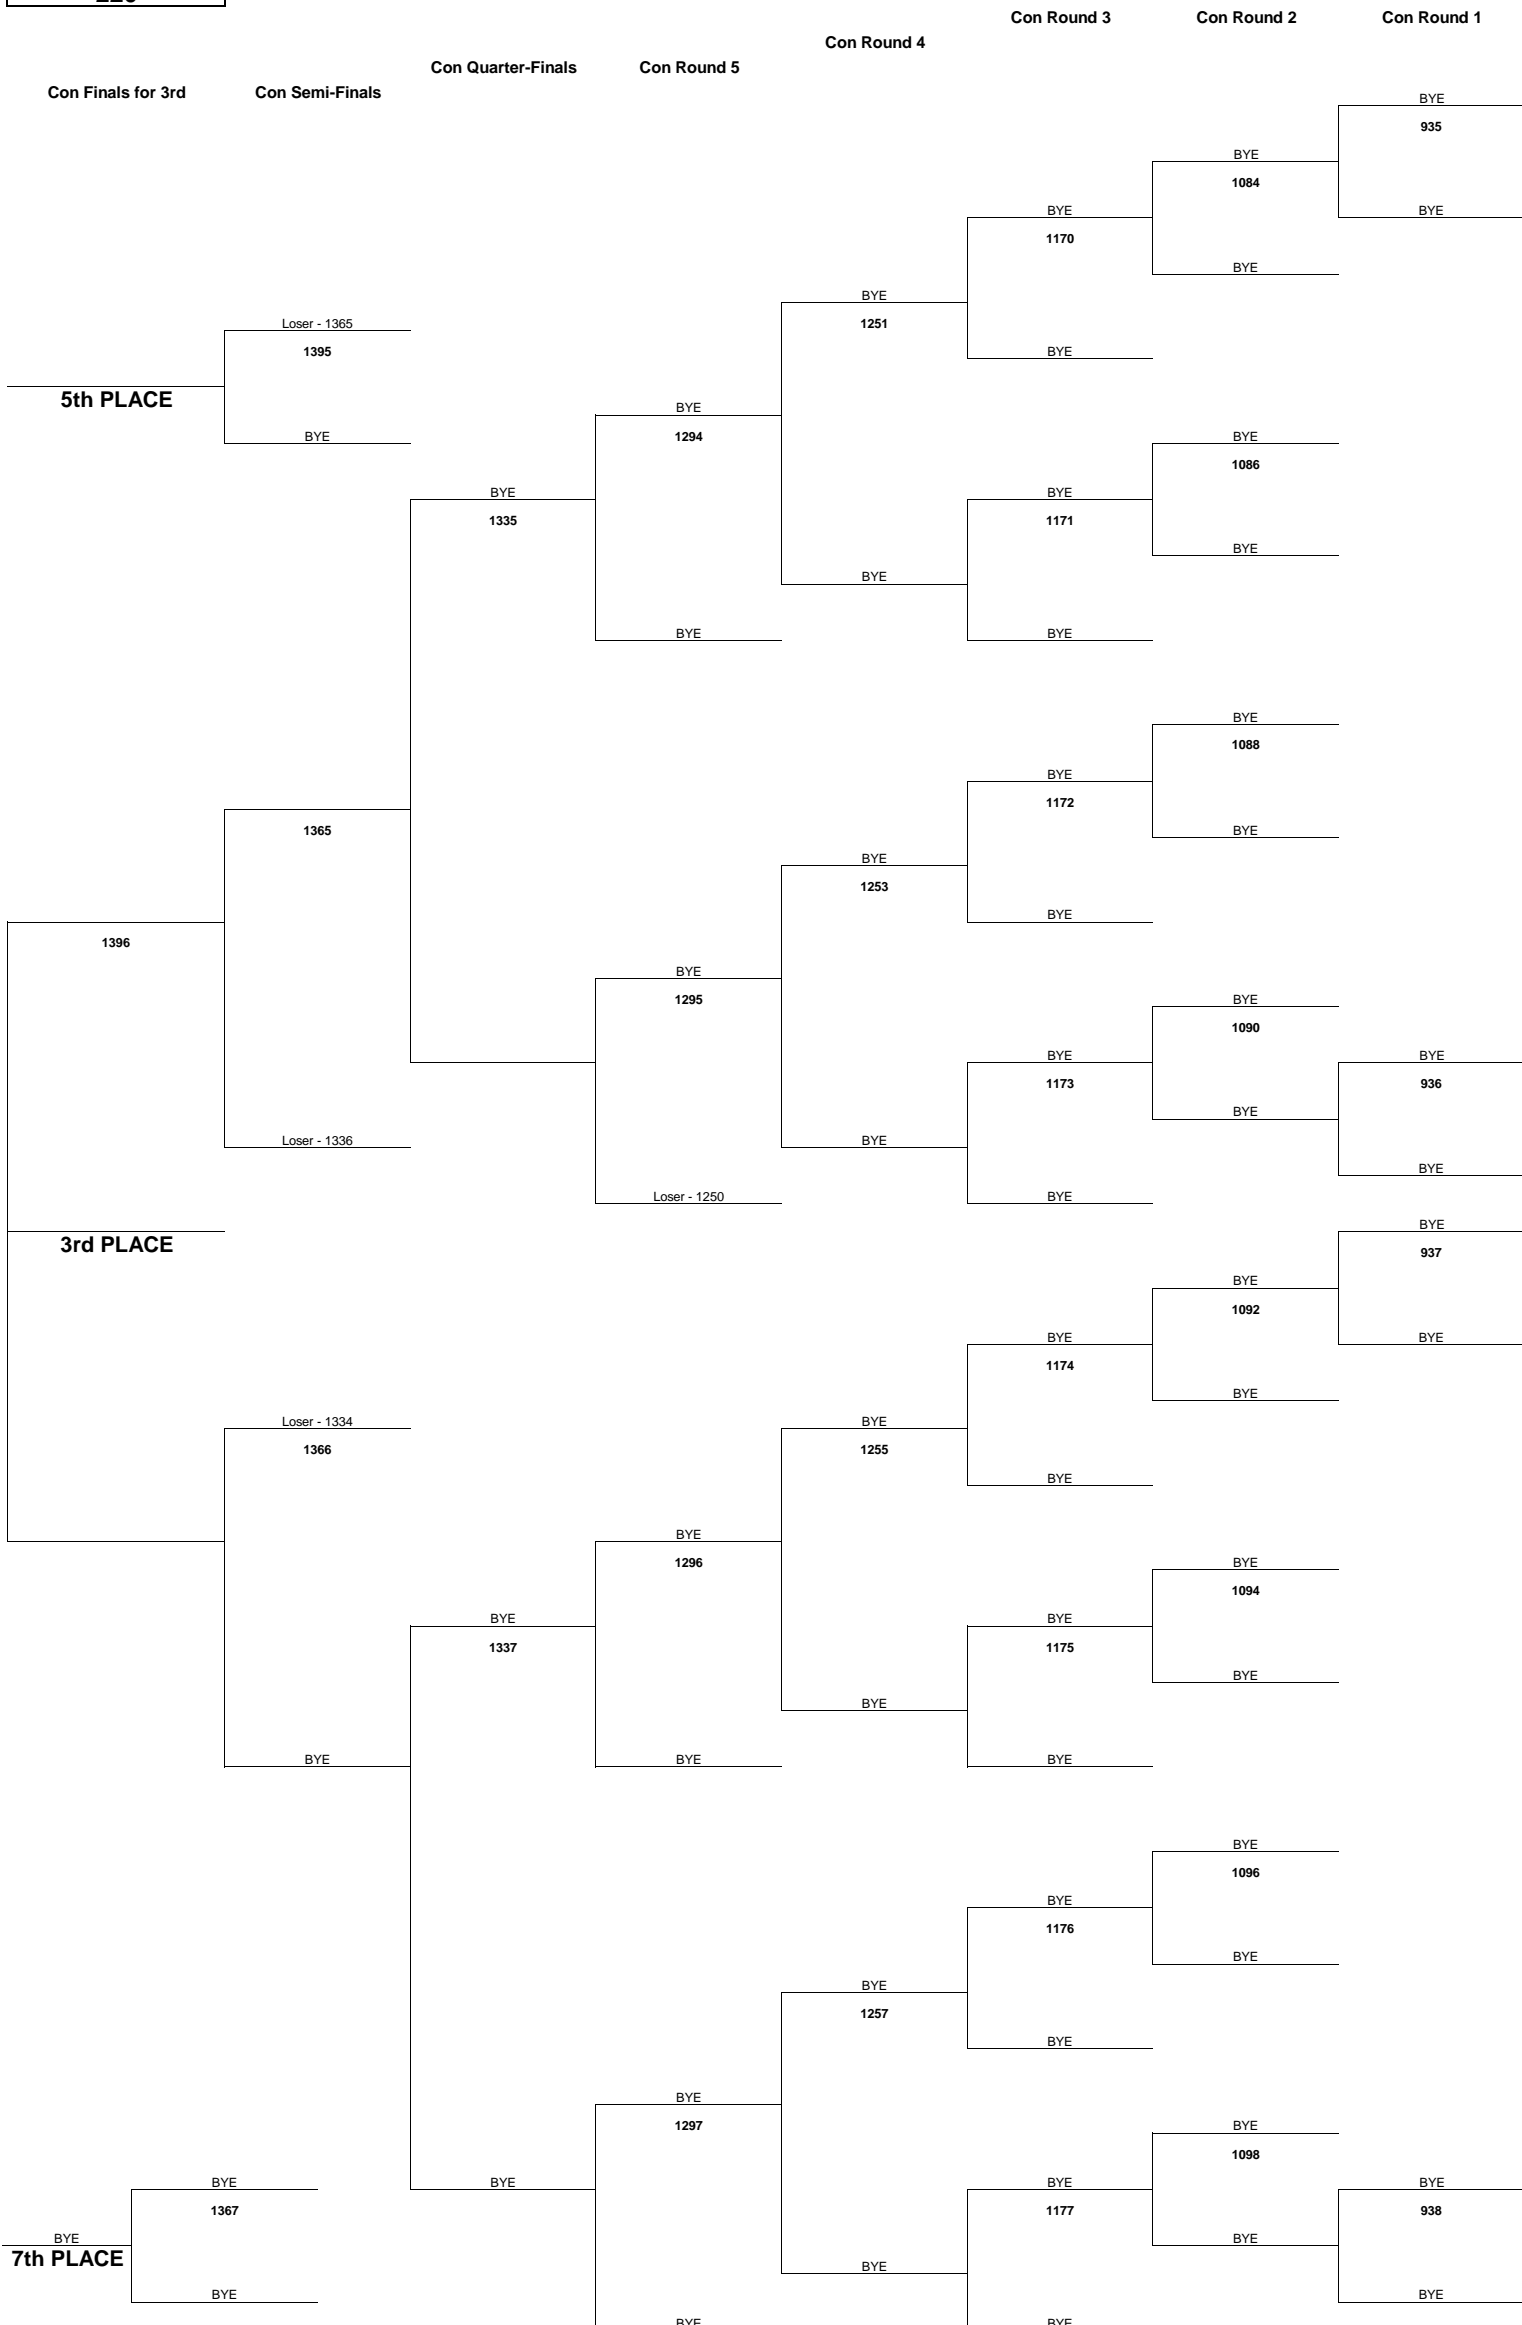 Con Round 3 Con Round 2 Con Round 1
Con Round 4
Con Quarter-Finals Con Round 5
Con Finals for 3rd Con Semi-Finals
BYE
935
BYE
1084
BYE BYE
1170
BYE
BYE
Loser - 1365 1251
1395 BYE
5th PLACE
BYE
BYE 1294 BYE
1086
BYE BYE
1335 1171
BYE
BYE
BYE BYE
BYE
1088
BYE
1172
1365 BYE
BYE
1253
BYE
1396
BYE
1295 BYE
1090
BYE BYE
936
BYE
Loser - 1336 BYE
BYE
Loser - 1250 BYE
BYE
3rd PLACE
937
BYE
1092
BYE BYE
1174
BYE
Loser - 1334 BYE
1366 1255
BYE
BYE
1296 BYE
1094
BYE BYE
1337 1175
BYE
BYE
BYE BYE BYE
BYE
1096
BYE
1176
BYE
BYE
1257
BYE
BYE
1297 BYE
1098
BYE BYE BYE BYE
1367 1177 938
BYE BYE
7th PLACE
BYE
BYE BYE
BYE BYE